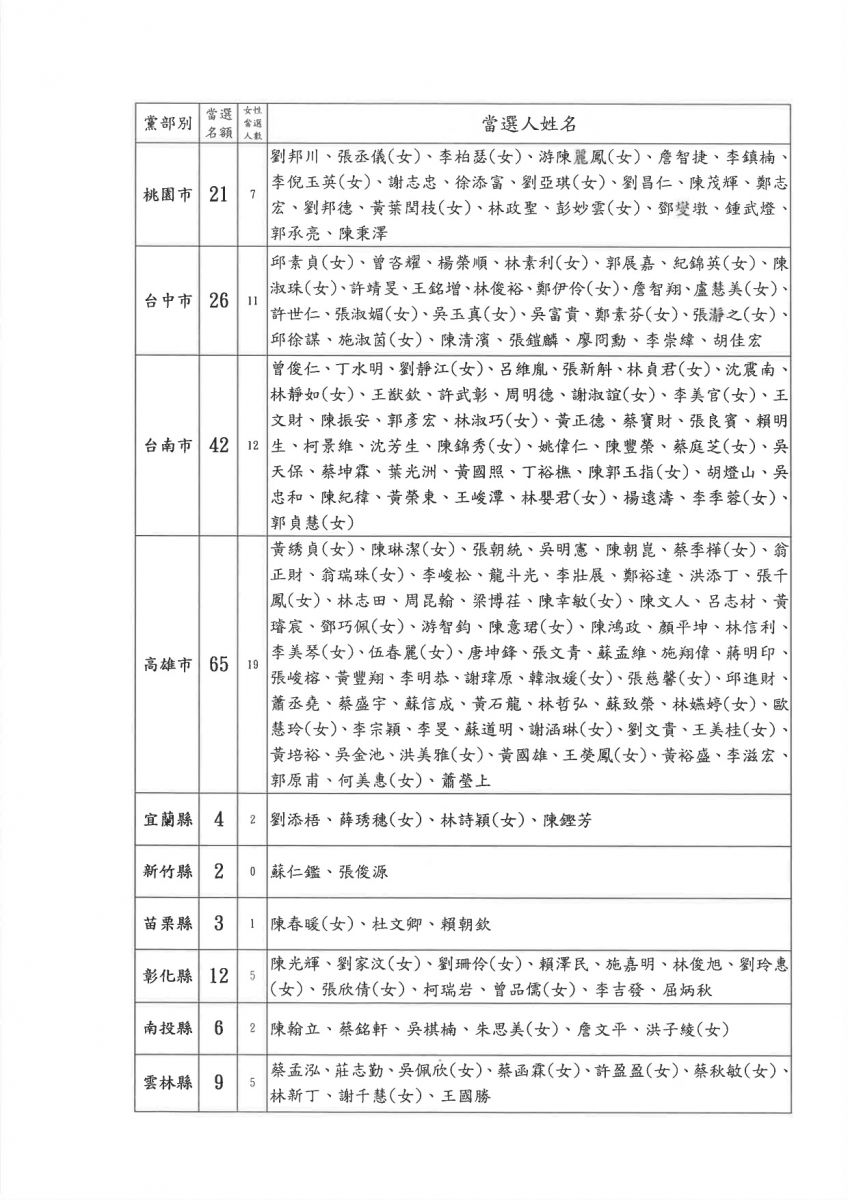 黨部別 當選名額 女性當選人數 當選人姓名
桃園市 21 7
劉邦川、張丞儀(女)、李柏瑟(女)、游陳麗鳳(女)、詹智捷、李鎮楠、
李倪玉英(女)、謝志忠、徐添富、劉亞琪(女)、劉昌仁、陳茂輝、鄭志
宏、劉邦德、黃葉閏枝(女)、林政聖、彭妙雲(女)、鄧燮墩、鍾武燈、
郭承亮、陳秉澤
台中市 26 11
邱素貞(女)、曾咨耀、楊榮順、林素利(女)、郭展嘉、紀錦英(女)、陳
淑珠(女)、許靖旻、王銘增、林俊裕、鄭伊伶(女)、詹智翔、盧慧美(女)、
許世仁、張淑媚(女)、吳玉真(女)、吳富貴、鄭素芬(女)、張瀞之(女)、
邱徐謀、施淑茵(女)、陳清濱、張鎧麟、廖冏勳、李崇緯、胡佳宏
台南市 42 12
曾俊仁、丁水明、劉靜江(女)、呂維胤、張新斛、林貞君(女)、沈震南、
林靜如(女)、王猷欽、許武彰、周明德、謝淑誼(女)、李美官(女)、王
文財、陳振安、郭彥宏、林淑巧(女)、黃正德、蔡寶財、張良賓、賴明
生、柯景維、沈芳生、陳錦秀(女)、姚偉仁、陳豐榮、蔡庭芝(女)、吳
天保、蔡坤霖、葉光洲、黃國照、丁裕樵、陳郭玉指(女)、胡燈山、吳
忠和、陳紀稦、黃榮東、王峻潭、林嬰君(女)、楊遠濤、李季蓉(女)、
郭貞慧(女)
高雄市 65 19
黃綉貞(女)、陳琳潔(女)、張朝統、吳明憲、陳朝崑、蔡季樺(女)、翁
正財、翁瑞珠(女)、李峻松、龍斗光、李壯展、鄭裕達、洪添丁、張千
鳳(女)、林志田、周昆翰、梁博荏、陳幸敏(女)、陳文人、呂志材、黃
璿宸、鄧巧佩(女)、游智鈞、陳意珺(女)、陳鴻政、顏平坤、林信利、
李美琴(女)、伍春麗(女)、唐坤鋒、張文青、蘇孟維、施翔偉、蔣明印、
張峻榕、黃豐翔、李明恭、謝瑋原、韓淑媛(女)、張慈馨(女)、邱進財、
蕭丞堯、蔡盛宇、蘇信成、黃石龍、林哲弘、蘇致榮、林嬿婷(女)、歐
慧玲(女)、李宗穎、李旻、蘇道明、謝涵琳(女)、劉文貴、王美桂(女)、
黃培裕、吳金池、洪美雅(女)、黃國雄、王熒鳳(女)、黃裕盛、李滋宏、
郭原甫、何美惠(女)、蕭瑩上
宜蘭縣 4 2 劉添梧、薛琇穗(女)、林詩穎(女)、陳鏗芳
新竹縣 2 0 蘇仁鑑、張俊源
苗栗縣 3 1 陳春暖(女)、杜文卿、賴朝欽
彰化縣 12 5
陳光輝、劉家汶(女)、劉珊伶(女)、賴澤民、施嘉明、林俊旭、劉玲惠
(女)、張欣倩(女)、柯瑞岩、曾品儒(女)、李吉發、屈炳秋
南投縣 6 2 陳翰立、蔡銘軒、吳棋楠、朱思美(女)、詹文平、洪子綾(女)
雲林縣 9 5
蔡孟泓、莊志勤、吳佩欣(女)、蔡函霖(女)、許盈盈(女)、蔡秋敏(女)、
林新丁、謝千慧(女)、王國勝